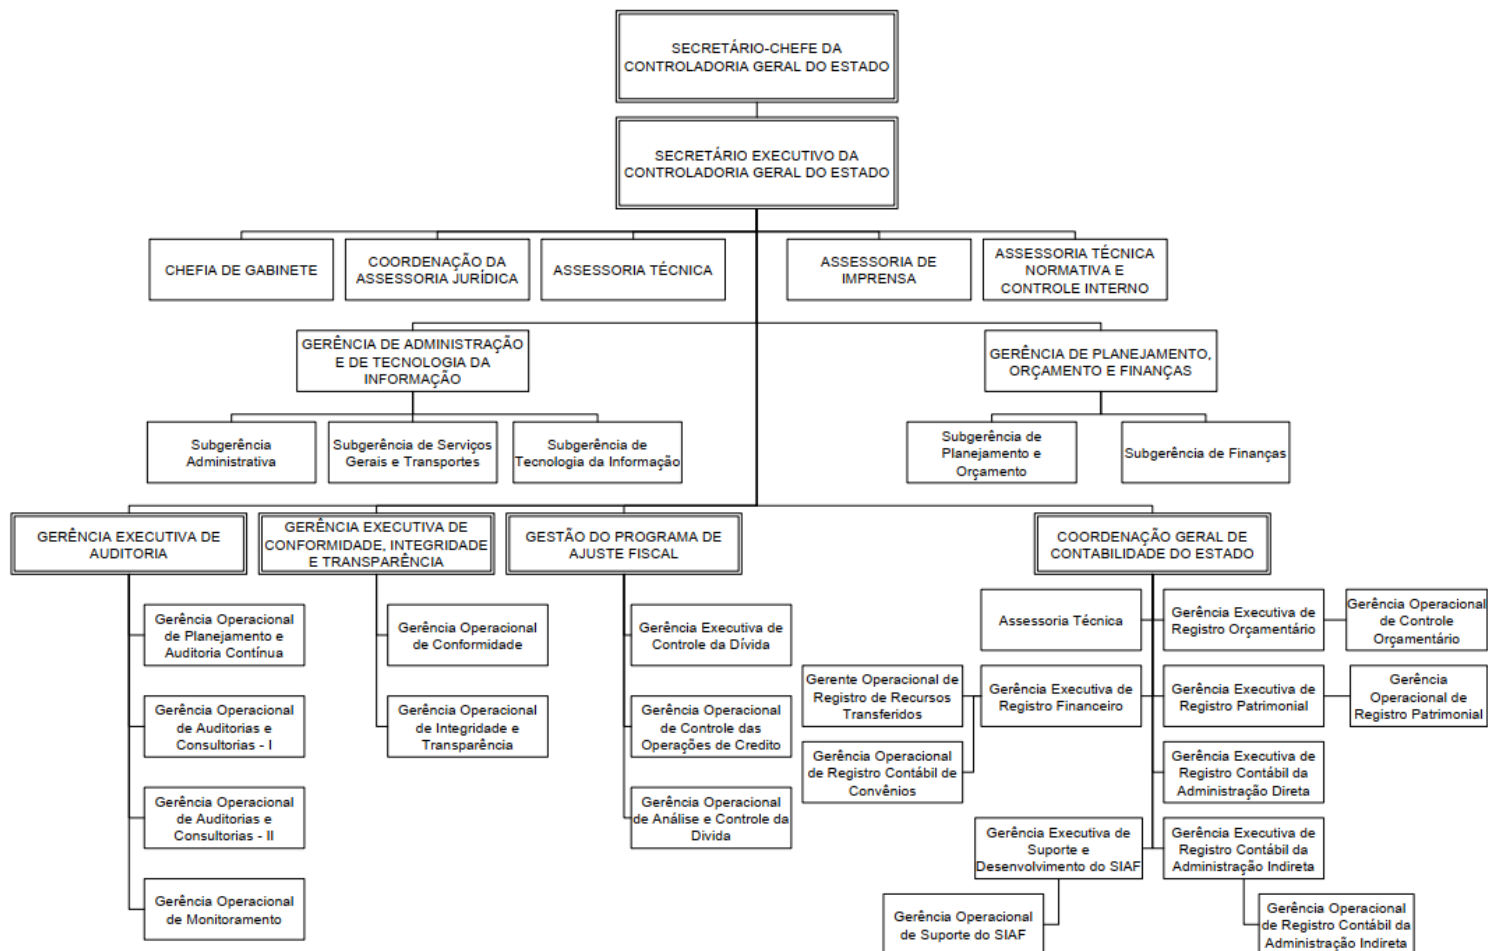 SECRETÁRIO-CHEFE DA
CONTROLADORIA GERAL DO ESTADO
SECRETÁRIO EXECUTIVO DA
CONTROLADORIA GERAL DO ESTADO
CHEFIA DE GABINETE
COORDENAÇÃO DA
ASSESSORIA JURÍDICA
ASSESSORIA TÉCNICA
ASSESSORIA DE
IMPRENSA
ASSESSORIA TÉCNICA
NORMATIVA E
CONTROLE INTERNO
GERÊNCIA DE ADMINISTRAÇÃO
E DE TECNOLOGIA DA
INFORMAÇÃO
GERÊNCIA DE PLANEJAMENTO,
ORÇAMENTO E FINANÇAS
Subgerência
Administrativa
Subgerência de Serviços
Gerais e Transportes
Subgerência de
Tecnologia da Informação
Subgerência de
Planejamento e
Orçamento
Subgerência de Finanças
GERÊNCIA EXECUTIVA DE
AUDITORIA
GERÊNCIA EXECUTIVA DE
CONFORMIDADE, INTEGRIDADE
E TRANSPARÊNCIA
GESTÃO DO PROGRAMA DE
AJUSTE FISCAL
COORDENAÇÃO GERAL DE
CONTABILIDADE DO ESTADO
Gerência Operacional
de Planejamento e
Auditoria Contínua
Gerência Operacional
de Auditorias e
Consultorias - I
Gerência Operacional
de Auditorias e
Consultorias - II
Gerência Operacional
de Monitoramento
Gerência Operacional
de Conformidade
Gerência Operacional
de Integridade e
Transparência
Gerência Executiva de
Controle da Dívida
Gerência Operacional
de Controle das
Operações de Credito
Gerência Operacional
de Análise e Controle da
Divida
Assessoria Técnica
Gerência Executiva de
Registro Orçamentário
Gerência Operacional
de Controle
Orçamentário
Gerente Operacional de
Registro de Recursos
Transferidos
Gerência Executiva de
Registro Financeiro
Gerência Executiva de
Registro Patrimonial
Gerência
Operacional de
Registro Patrimonial
Gerência Operacional
de Registro Contábil de
Convênios
Gerência Executiva de
Registro Contábil da
Administração Direta
Gerência Executiva de
Suporte e
Desenvolvimento do SIAF
Gerência Executiva de
Registro Contábil da
Administração Indireta
Gerência Operacional
de Suporte do SIAF
Gerência Operacional
de Registro Contábil da
Administração Indireta